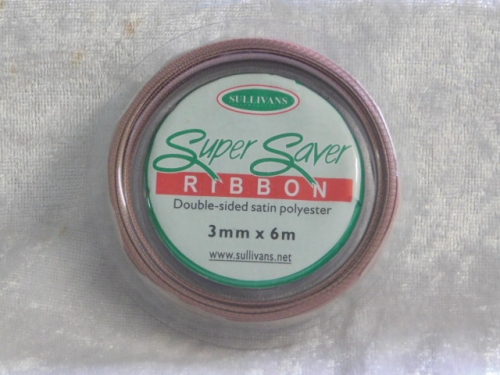 SULLIVANS
Super Saver
RIBBON
Double-sided satin polyester
3mm x 6m
www.sullivans.net